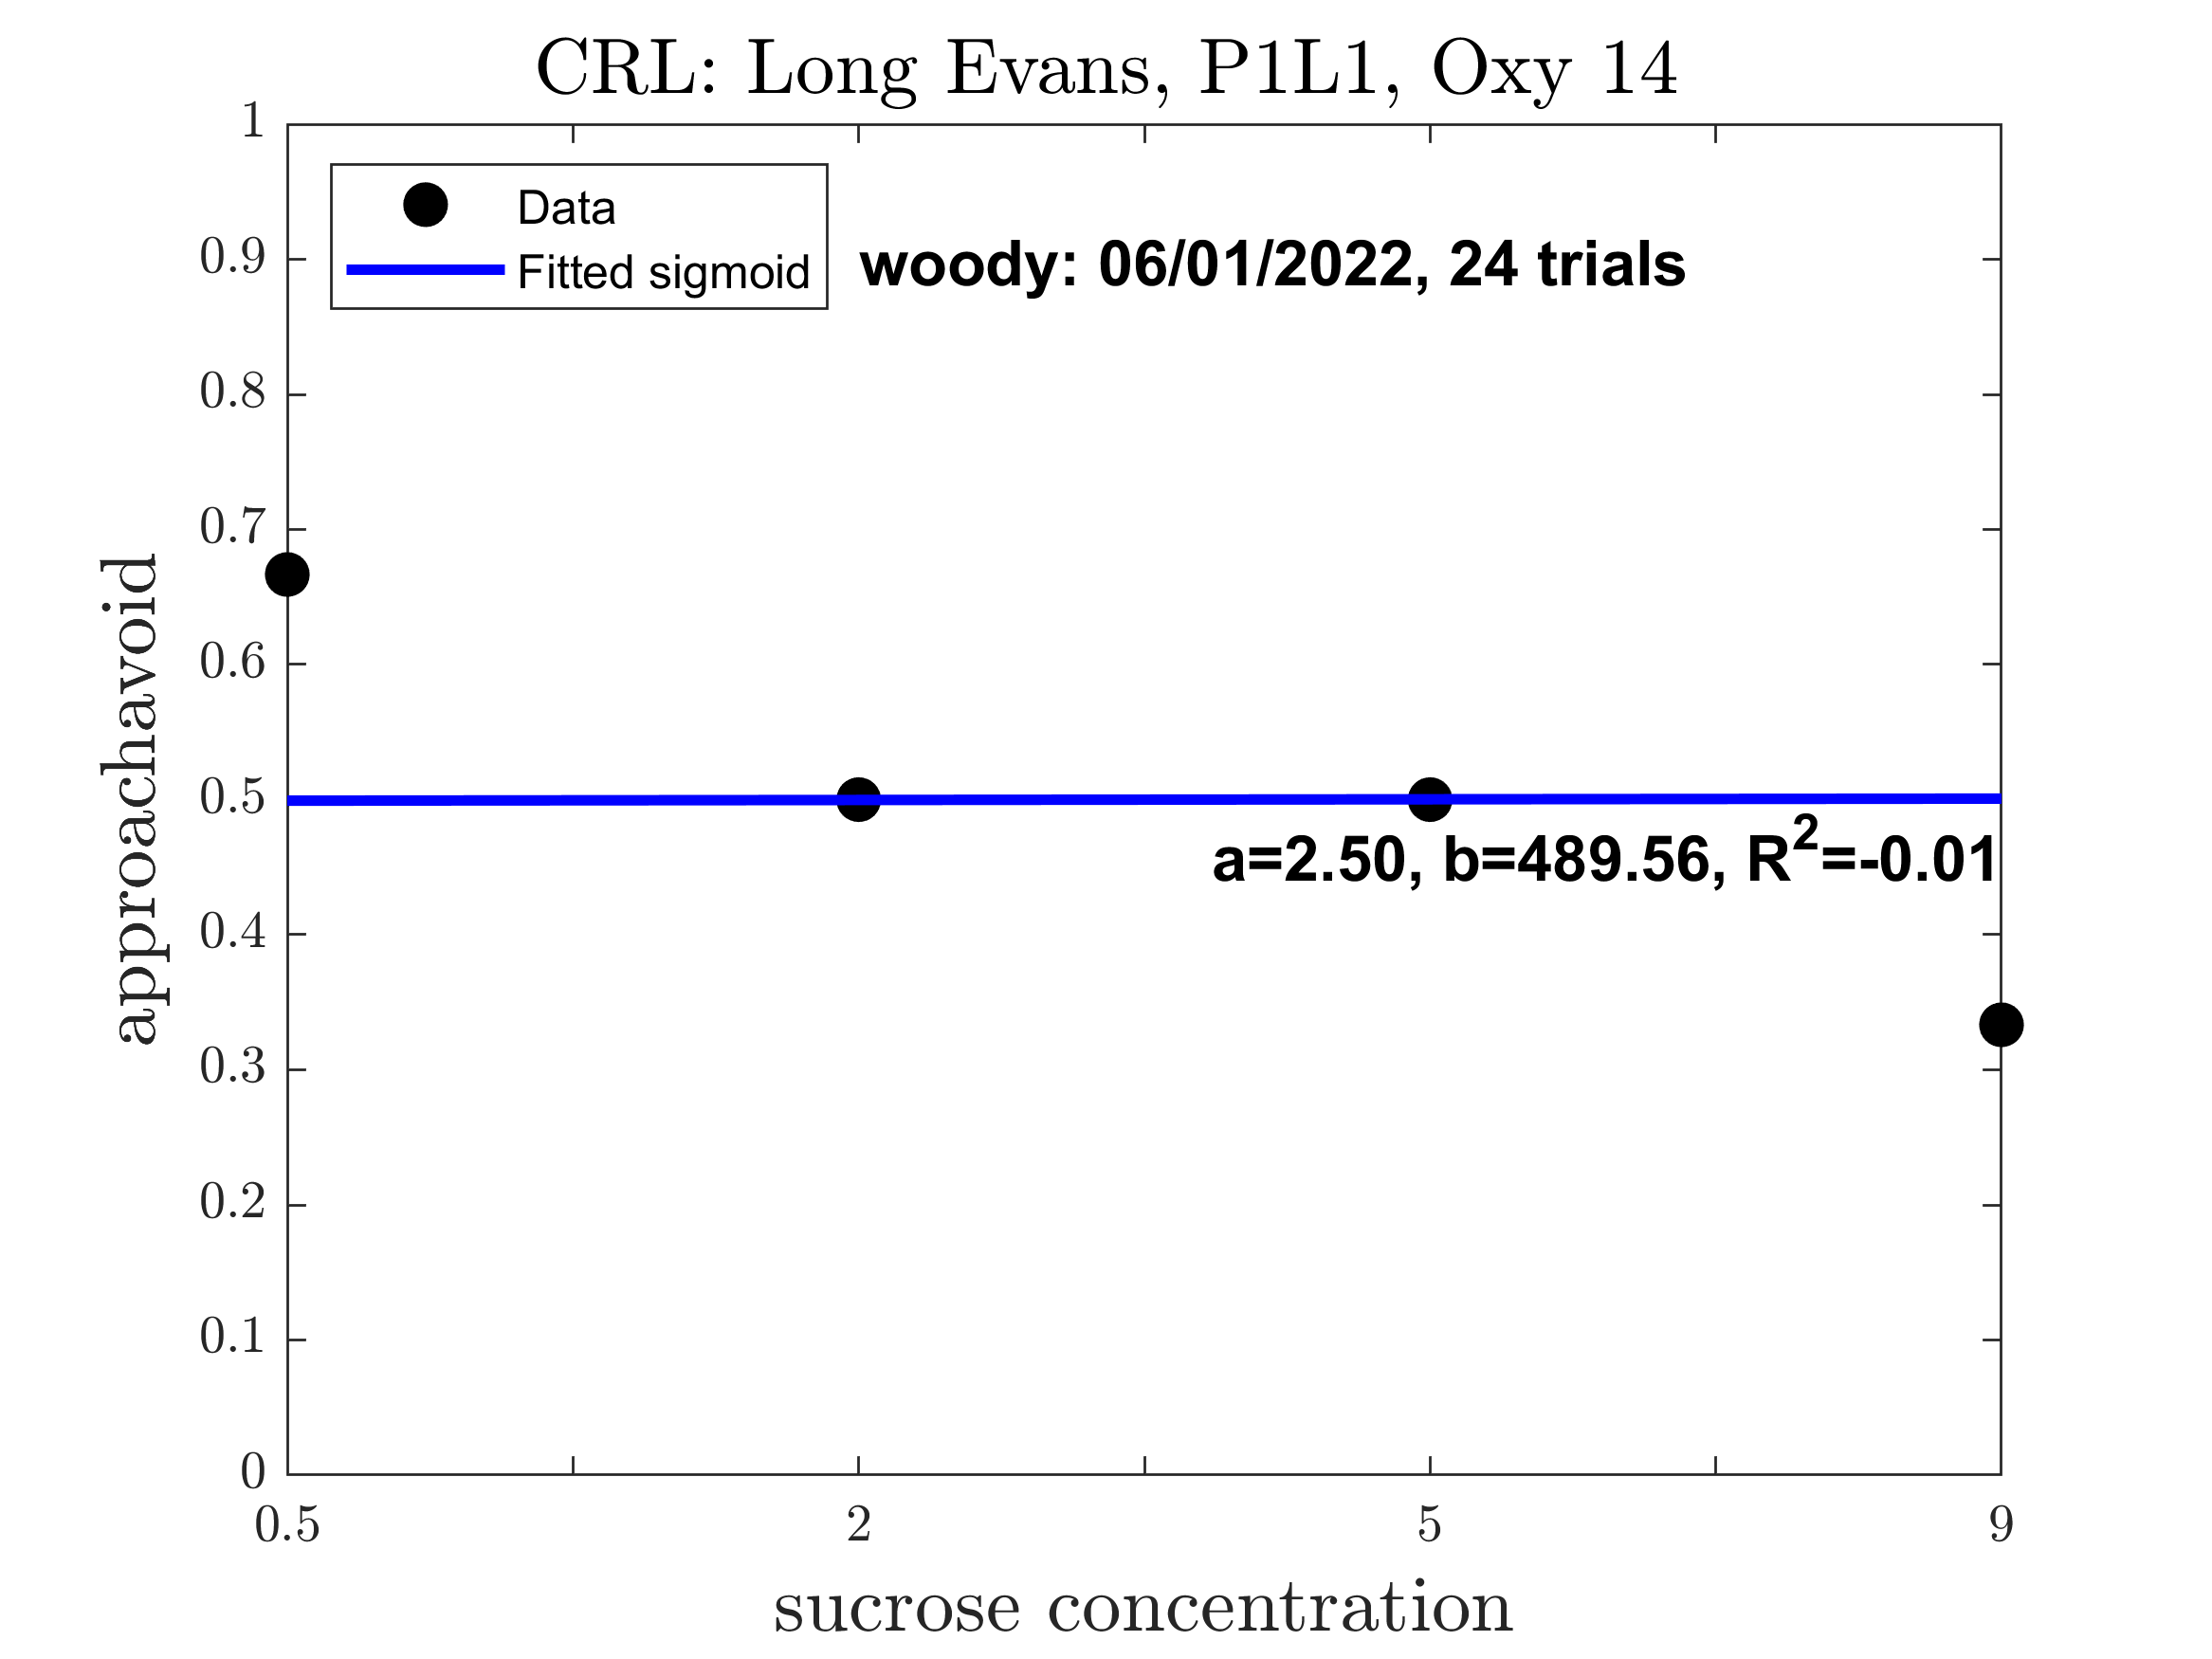 CRL: Long Evans, P1L1, Oxy 14
1
Data
Fitted sigmoid
woody: 06/01/2022, 24 trials
0.9
0.8
0.7
0.6
0.5
a=2.50, b=489.56, R²=-0.01
0.4
0.3
0.2
0.1
0
approachavoid
0.5 2 5 9
sucrose concentration